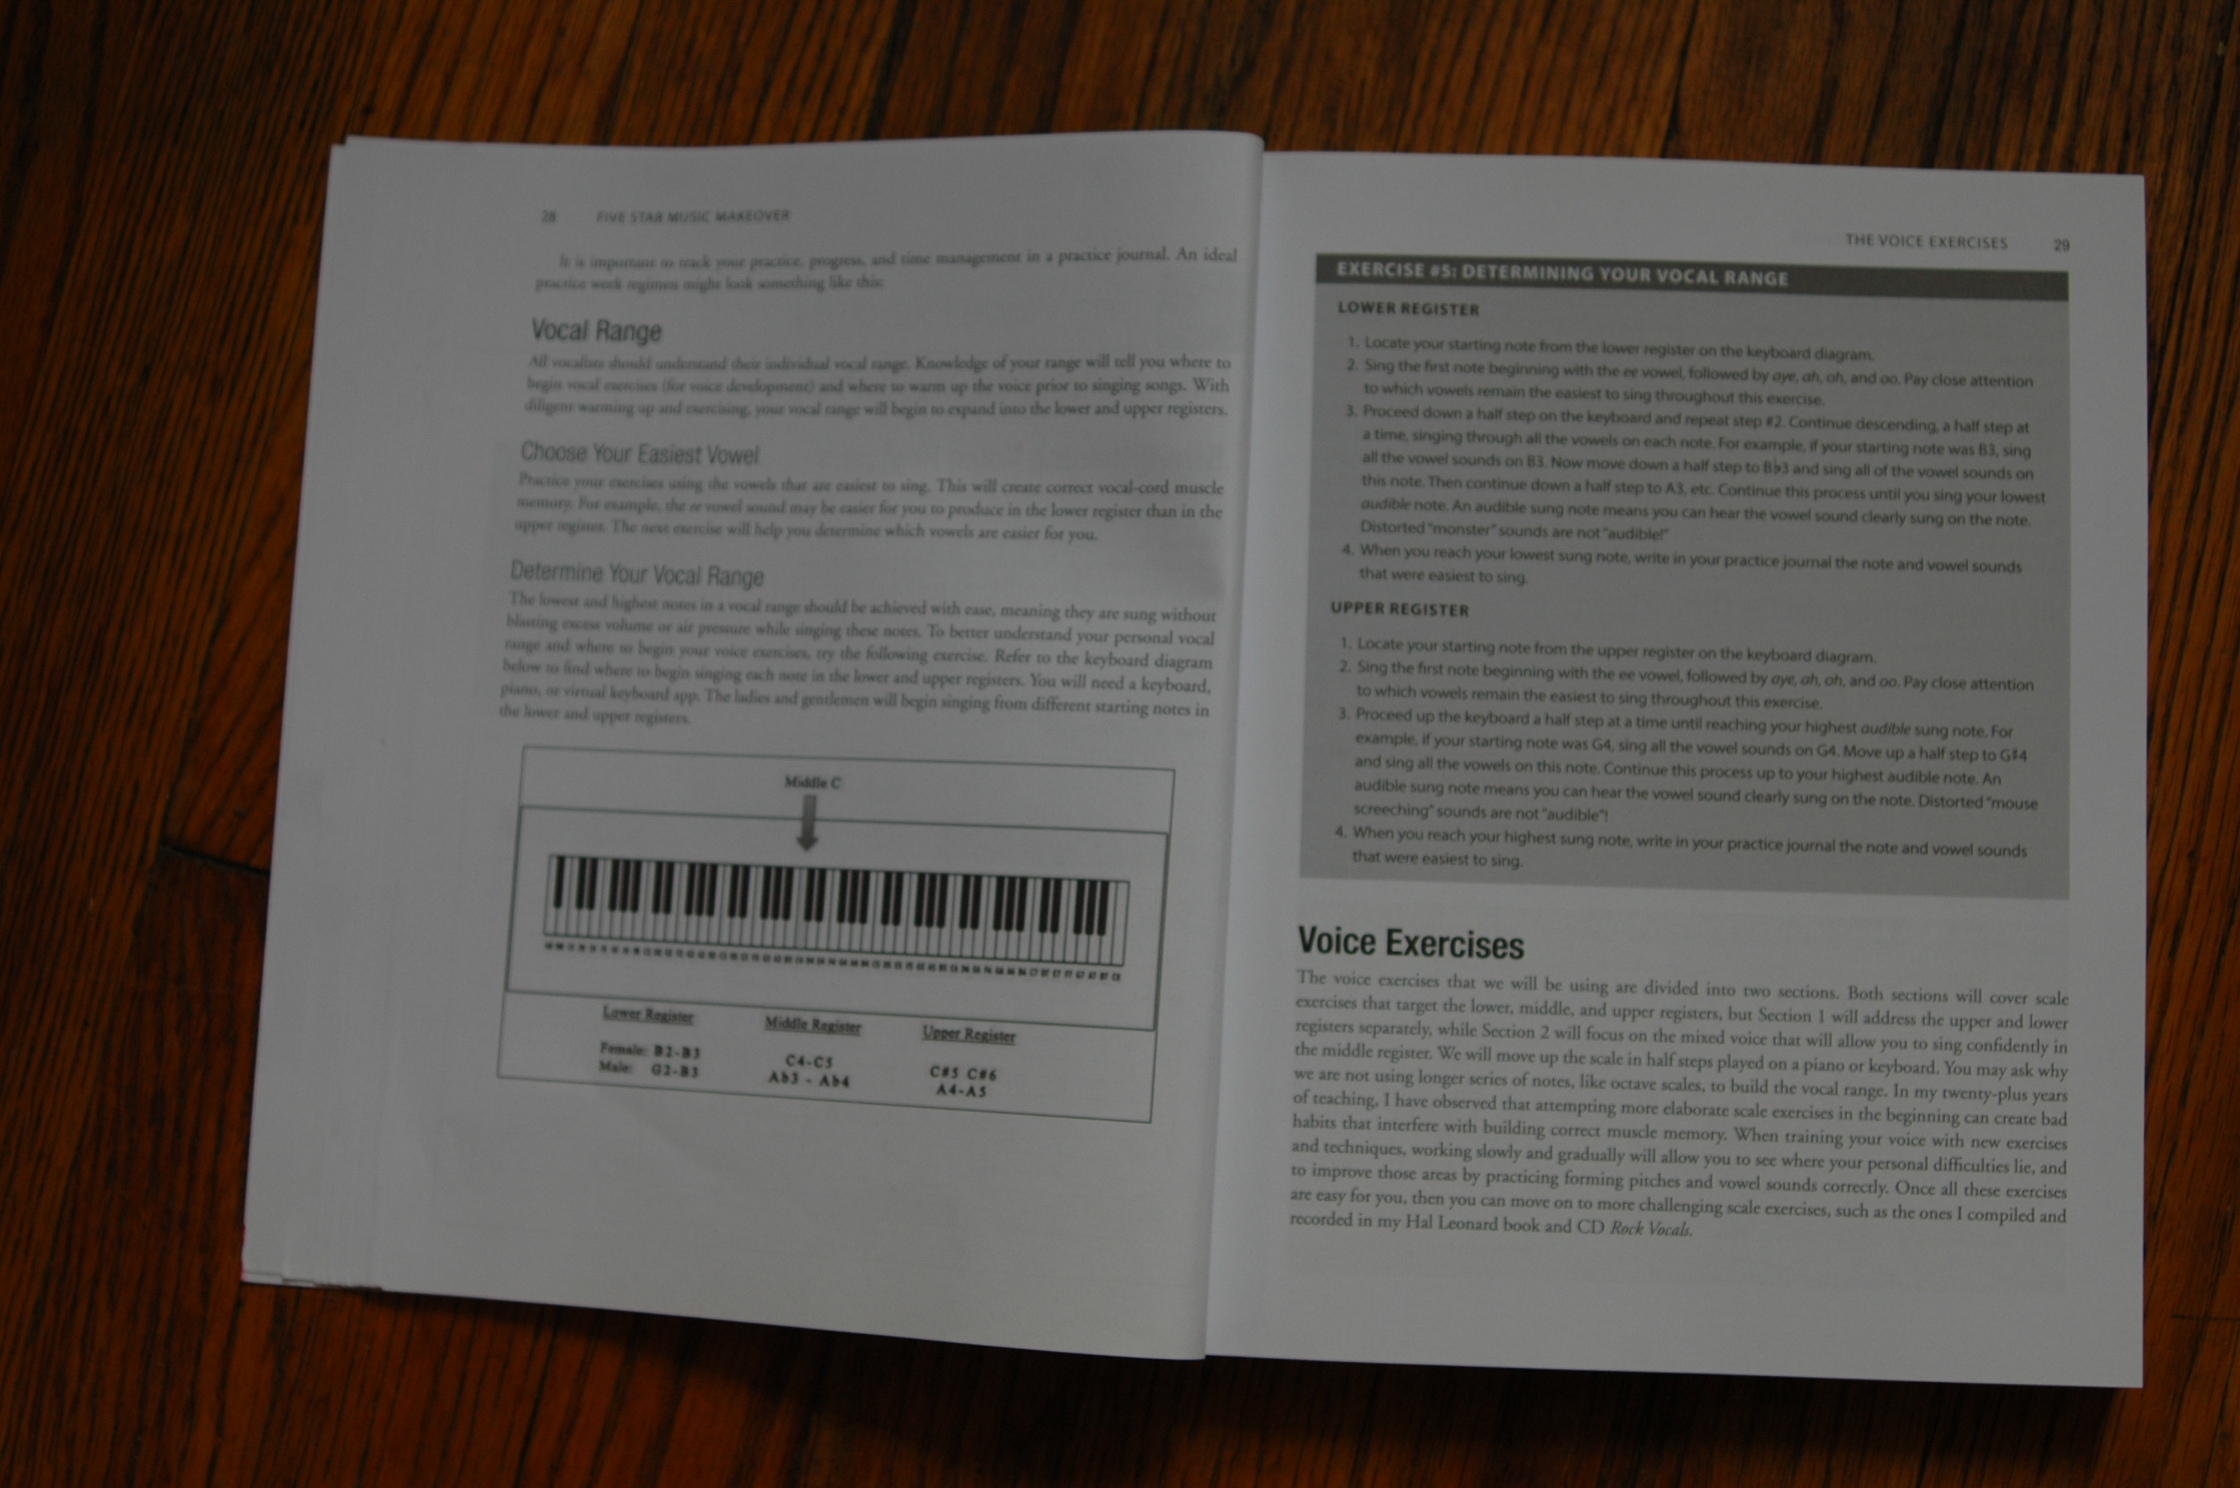 28 FIVE STAR MUSIC MAKEOVER
It is important to track your practice, progress, and time management in a practice journal. An ideal
practice week regimen might look something like this:
Vocal Range
All vocalists should understand their individual vocal range. Knowledge of your range will tell you where to
begin vocal exercises (for voice development) and where to warm up the voice prior to singing songs. With
diligent warming up and exercising, your vocal range will begin to expand into the lower and upper registers.
Choose Your Easiest Vowel
Practice your exercises using the vowels that are easiest to sing. This will create correct vocal-cord muscle
memory. For example, the ee vowel sound may be easier for you to produce in the lower register than in the
upper register. The next exercise will help you determine which vowels are easier for you.
Determine Your Vocal Range
The lowest and highest notes in a vocal range should be achieved with ease, meaning they are sung without
blasting excess volume or air pressure while singing these notes. To better understand your personal vocal
range and where to begin your voice exercises, try the following exercise. Refer to the keyboard diagram
below to find where to begin singing each note in the lower and upper registers. You will need a keyboard,
piano, or virtual keyboard app. The ladies and gentlemen will begin singing from different starting notes in
the lower and upper registers.
Middle C
Lower Register Middle Register Upper Register
Female: B2-B3 C4-C5 C#5 C#6
Male: G2-B3 Ab3 - Ab4 A4-A5
THE VOICE EXERCISES 29
EXERCISE #5: DETERMINING YOUR VOCAL RANGE
LOWER REGISTER
1. Locate your starting note from the lower register on the keyboard diagram.
2. Sing the first note beginning with the ee vowel, followed by aye, ah, oh, and oo. Pay close attention
to which vowels remain the easiest to sing throughout this exercise.
3. Proceed down a half step on the keyboard and repeat step #2. Continue descending, a half step at
a time, singing through all the vowels on each note. For example, if your starting note was B3, sing
all the vowel sounds on B3. Now move down a half step to B♭3 and sing all of the vowel sounds on
this note. Then continue down a half step to A3, etc. Continue this process until you sing your lowest
audible note. An audible sung note means you can hear the vowel sound clearly sung on the note.
Distorted "monster" sounds are not "audible!"
4. When you reach your lowest sung note, write in your practice journal the note and vowel sounds
that were easiest to sing.
UPPER REGISTER
1. Locate your starting note from the upper register on the keyboard diagram.
2. Sing the first note beginning with the ee vowel, followed by aye, ah, oh, and oo. Pay close attention
to which vowels remain the easiest to sing throughout this exercise.
3. Proceed up the keyboard a half step at a time until reaching your highest audible sung note. For
example, if your starting note was G4, sing all the vowel sounds on G4. Move up a half step to G♯4
and sing all the vowels on this note. Continue this process up to your highest audible note. An
audible sung note means you can hear the vowel sound clearly sung on the note. Distorted "mouse
screeching" sounds are not "audible"!
4. When you reach your highest sung note, write in your practice journal the note and vowel sounds
that were easiest to sing.
Voice Exercises
The voice exercises that we will be using are divided into two sections. Both sections will cover scale
exercises that target the lower, middle, and upper registers, but Section 1 will address the upper and lower
registers separately, while Section 2 will focus on the mixed voice that will allow you to sing confidently in
the middle register. We will move up the scale in half steps played on a piano or keyboard. You may ask why
we are not using longer series of notes, like octave scales, to build the vocal range. In my twenty-plus years
of teaching, I have observed that attempting more elaborate scale exercises in the beginning can create bad
habits that interfere with building correct muscle memory. When training your voice with new exercises
and techniques, working slowly and gradually will allow you to see where your personal difficulties lie, and
to improve those areas by practicing forming pitches and vowel sounds correctly. Once all these exercises
are easy for you, then you can move on to more challenging scale exercises, such as the ones I compiled and
recorded in my Hal Leonard book and CD Rock Vocals.